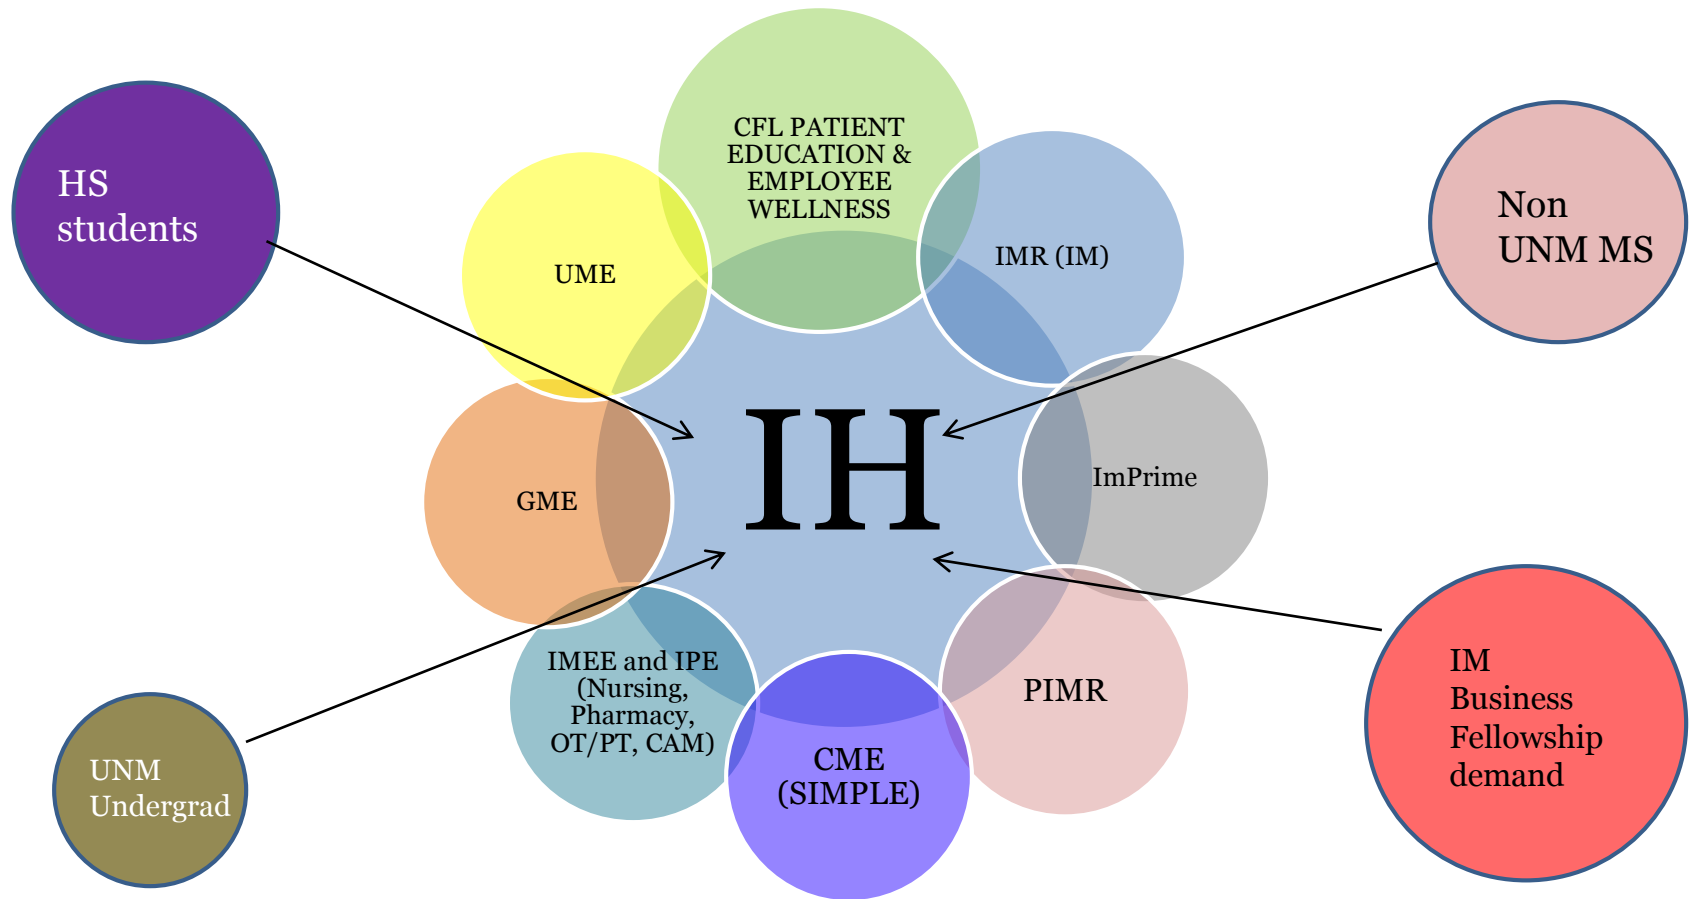 CFL PATIENT
EDUCATION &
EMPLOYEE
WELLNESS
HS
students
Non
UNM MS
UME
IMR (IM)
IH
ImPrime
GME
IMEE and IPE
(Nursing,
Pharmacy,
OT/PT, CAM)
PIMR
CME
(SIMPLE)
IM
Business
Fellowship
demand
UNM
Undergrad